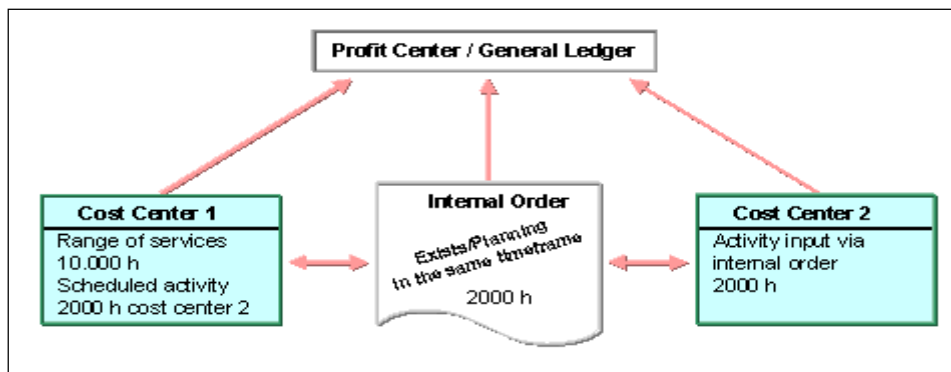 Profit Center / General Ledger
Cost Center 1
Range of services
10.000 h
Scheduled activity
2000 h cost center 2
Internal Order
Exists/Planning
in the same timeframe
2000 h
Cost Center 2
Activity input via
internal order
2000 h